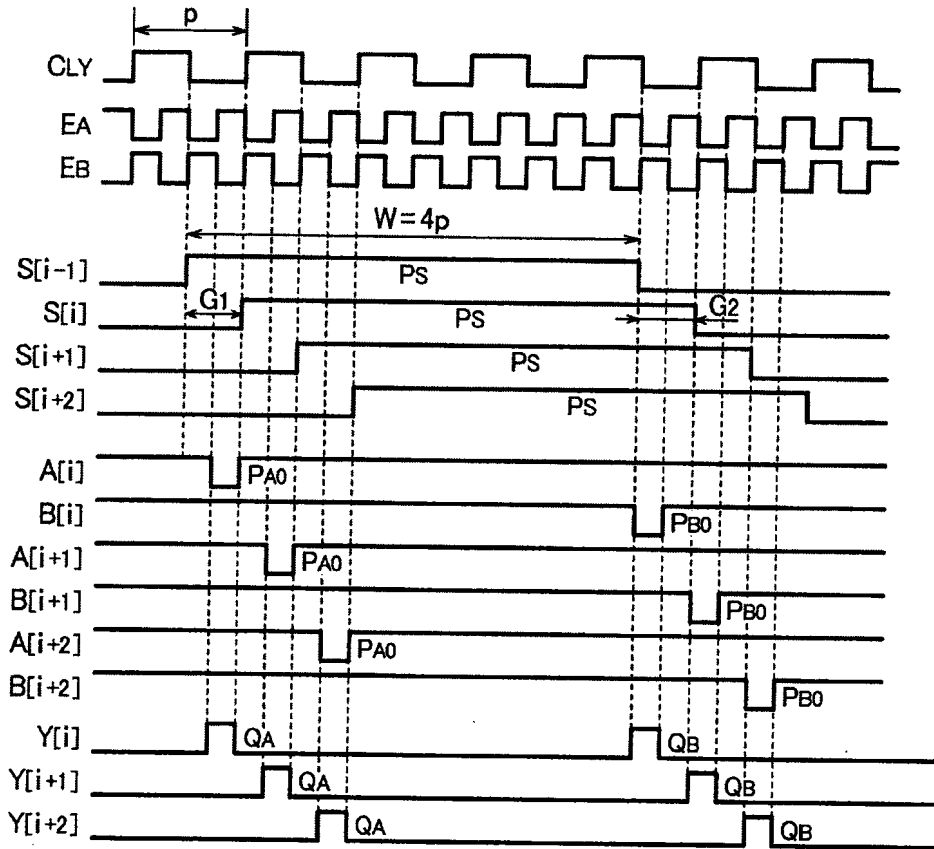 p
CLY
EA
EB
W=4p
S[i-1] PS
G1
S[i] PS G2
S[i+1] PS
S[i+2] PS
A[i] PA0
B[i] PB0
A[i+1] PA0
B[i+1] PB0
A[i+2] PA0
B[i+2] PB0
Y[i] QA QB
Y[i+1] QA QB
Y[i+2] QA QB